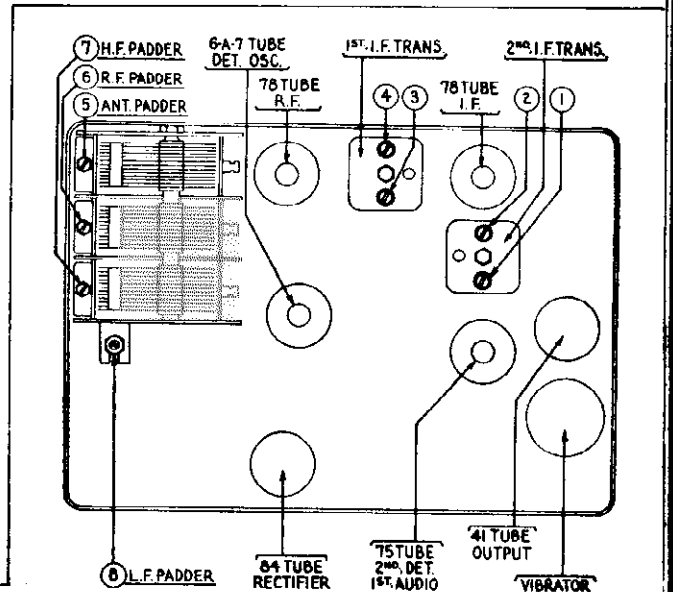 7 H.F. PADDER
6 R.F. PADDER
5 ANT. PADDER
6-A-7 TUBE
DET. OSC.
78 TUBE
R.F.
1ST. I.F. TRANS.
4
3
78 TUBE
I.F.
2ND. I.F. TRANS.
2
1
8 L.F. PADDER
84 TUBE
RECTIFIER
75 TUBE
2ND. DET.
1ST. AUDIO
41 TUBE
OUTPUT
VIBRATOR